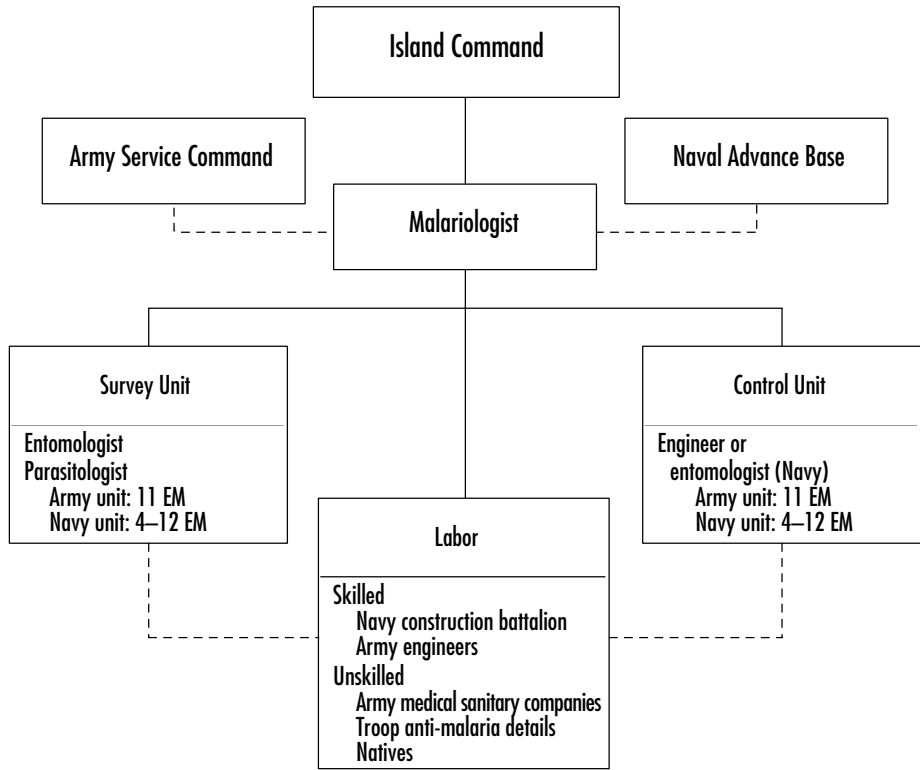 Island Command
Army Service Command
Naval Advance Base
Malariologist
Survey Unit
Entomologist
Parasitologist
Army unit: 11 EM
Navy unit: 4–12 EM
Control Unit
Engineer or
entomologist (Navy)
Army unit: 11 EM
Navy unit: 4–12 EM
Labor
Skilled
Navy construction battalion
Army engineers
Unskilled
Army medical sanitary companies
Troop anti-malaria details
Natives